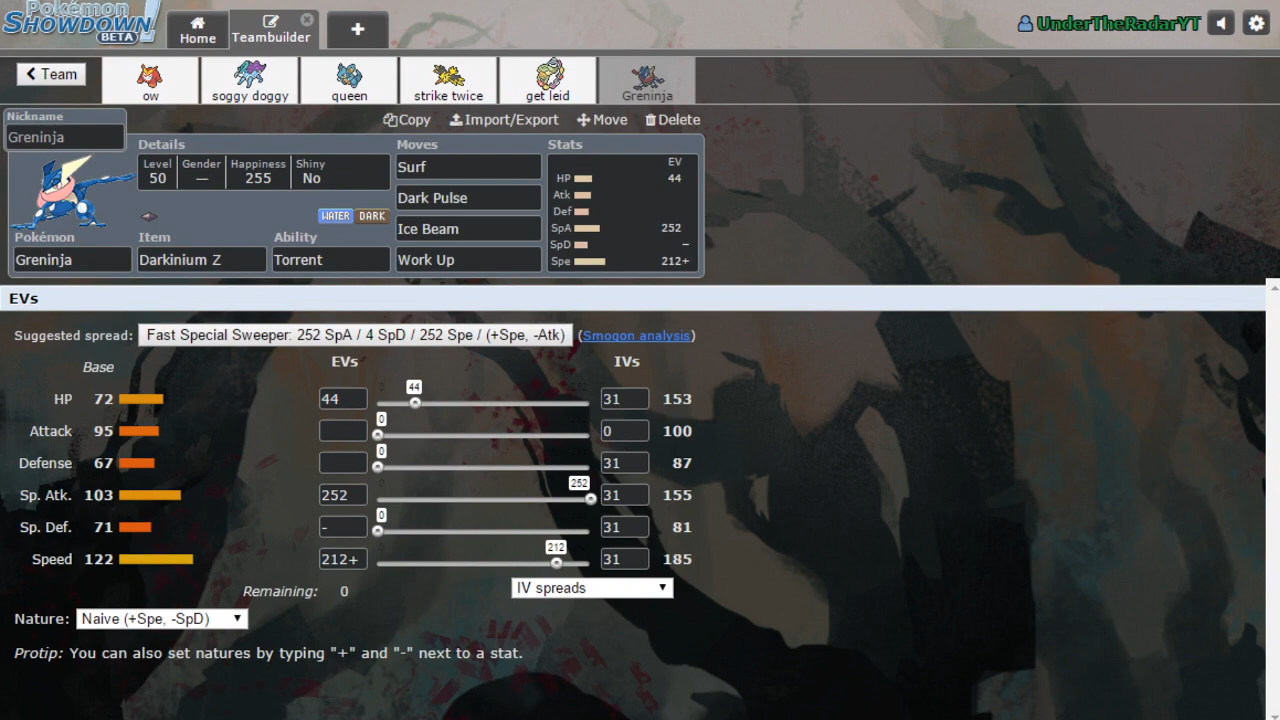 Pokémon
SHOWDOWN!
BETA
Home
Teambuilder
UnderTheRadarYT
Team
ow
soggy doggy
queen
strike twice
get leid
Greninja
Copy
Import/Export
Move
Delete
Nickname
Greninja
Details
Level
50
Gender
—
Happiness
255
Shiny
No
WATER DARK
Pokémon
Greninja
Item
Darkinium Z
Ability
Torrent
Moves
Surf
Dark Pulse
Ice Beam
Work Up
Stats
EV
HP 44
Atk
Def
SpA 252
SpD –
Spe 212+
EVs
Suggested spread: Fast Special Sweeper: 252 SpA / 4 SpD / 252 Spe / (+Spe, -Atk) (Smogon analysis)
Base EVs IVs
HP 72 44 44 31 153
Attack 95 0 0 100
Defense 67 0 31 87
Sp. Atk. 103 252 252 31 155
Sp. Def. 71 - 0 31 81
Speed 122 212+ 212 31 185
Remaining: 0
IV spreads
Nature: Naive (+Spe, -SpD)
Protip: You can also set natures by typing "+" and "-" next to a stat.